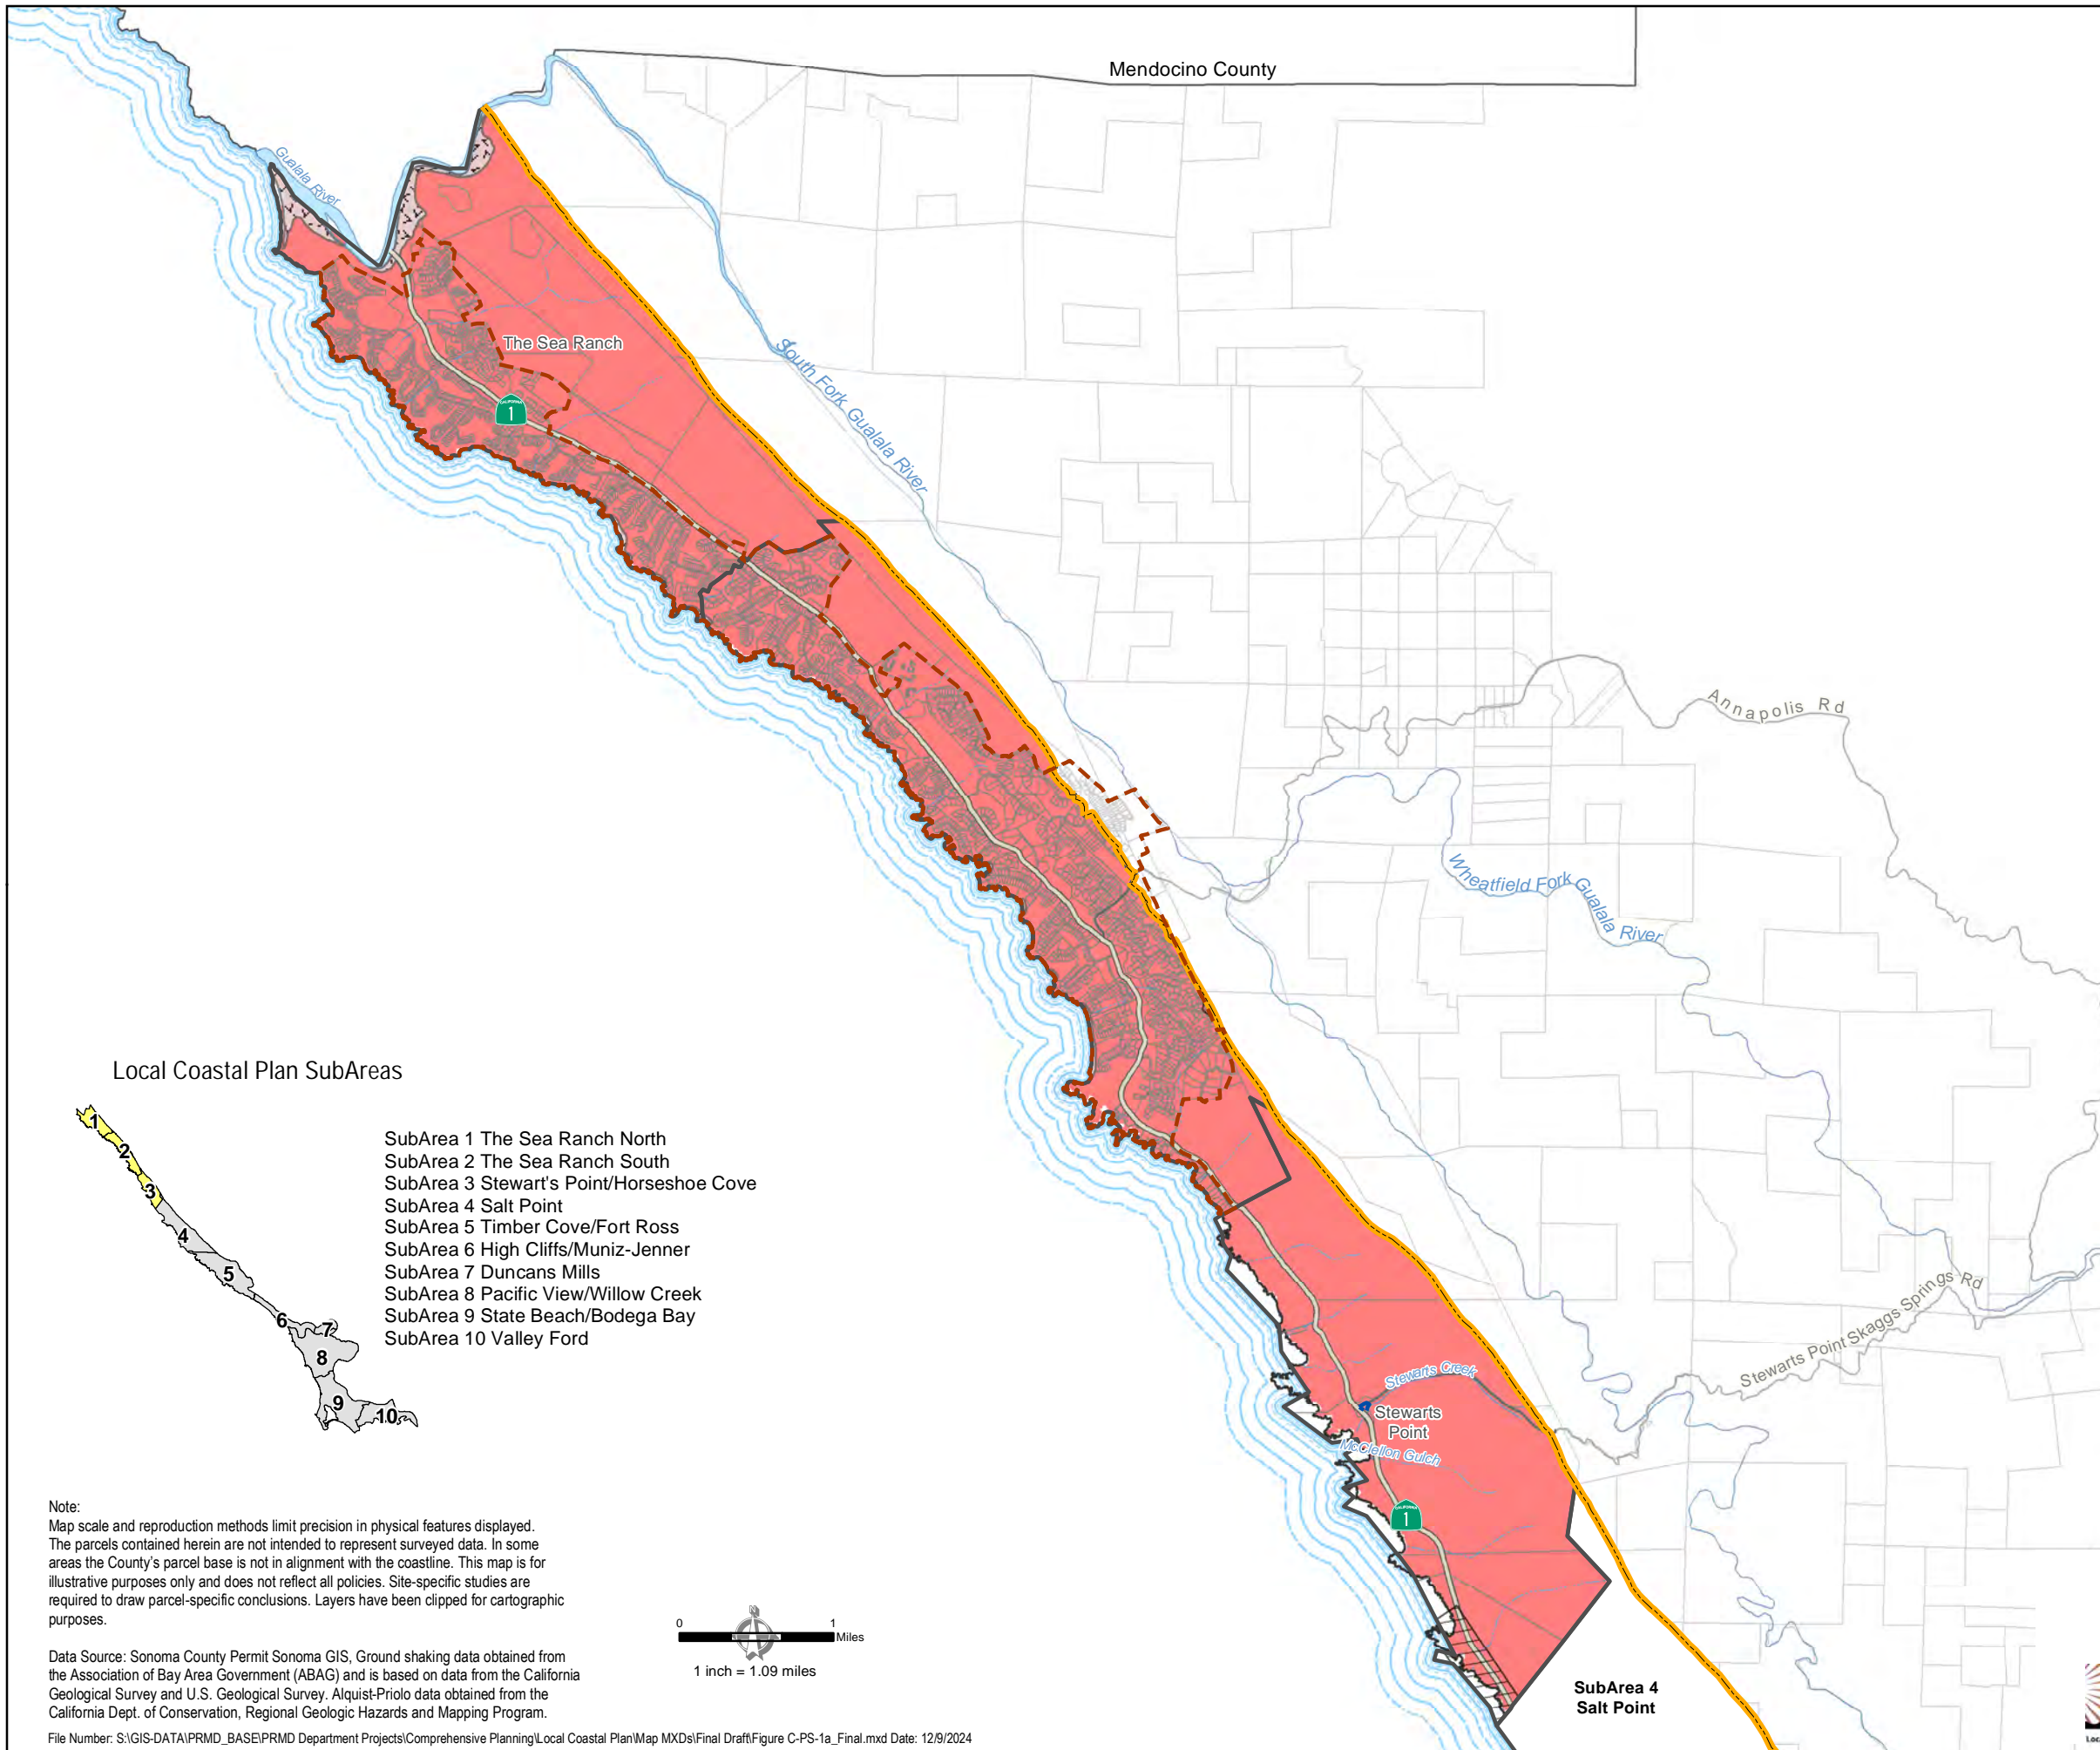 Mendocino County
Gualala River
The Sea Ranch
CALIFORNIA
1
South Fork Gualala River
Annapolis Rd
Wheatfield Fork Gualala River
Local Coastal Plan SubAreas
1
2
3
4
5
6
7
8
9
10
SubArea 1 The Sea Ranch North
SubArea 2 The Sea Ranch South
SubArea 3 Stewart's Point/Horseshoe Cove
SubArea 4 Salt Point
SubArea 5 Timber Cove/Fort Ross
SubArea 6 High Cliffs/Muniz-Jenner
SubArea 7 Duncans Mills
SubArea 8 Pacific View/Willow Creek
SubArea 9 State Beach/Bodega Bay
SubArea 10 Valley Ford
Stewarts Point Skaggs Springs Rd
Stewarts Creek
Stewarts
Point
McClellon Gulch
CALIFORNIA
1
Note:
Map scale and reproduction methods limit precision in physical features displayed.
The parcels contained herein are not intended to represent surveyed data. In some
areas the County's parcel base is not in alignment with the coastline. This map is for
illustrative purposes only and does not reflect all policies. Site-specific studies are
required to draw parcel-specific conclusions. Layers have been clipped for cartographic
purposes.
0 1
Miles
1 inch = 1.09 miles
Data Source: Sonoma County Permit Sonoma GIS, Ground shaking data obtained from
the Association of Bay Area Government (ABAG) and is based on data from the California
Geological Survey and U.S. Geological Survey. Alquist-Priolo data obtained from the
California Dept. of Conservation, Regional Geologic Hazards and Mapping Program.
SubArea 4
Salt Point
File Number: S:\GIS-DATA\PRMD_BASE\PRMD Department Projects\Comprehensive Planning\Local Coastal Plan\Map MXDs\Final Draft\Figure C-PS-1a_Final.mxd Date: 12/9/2024